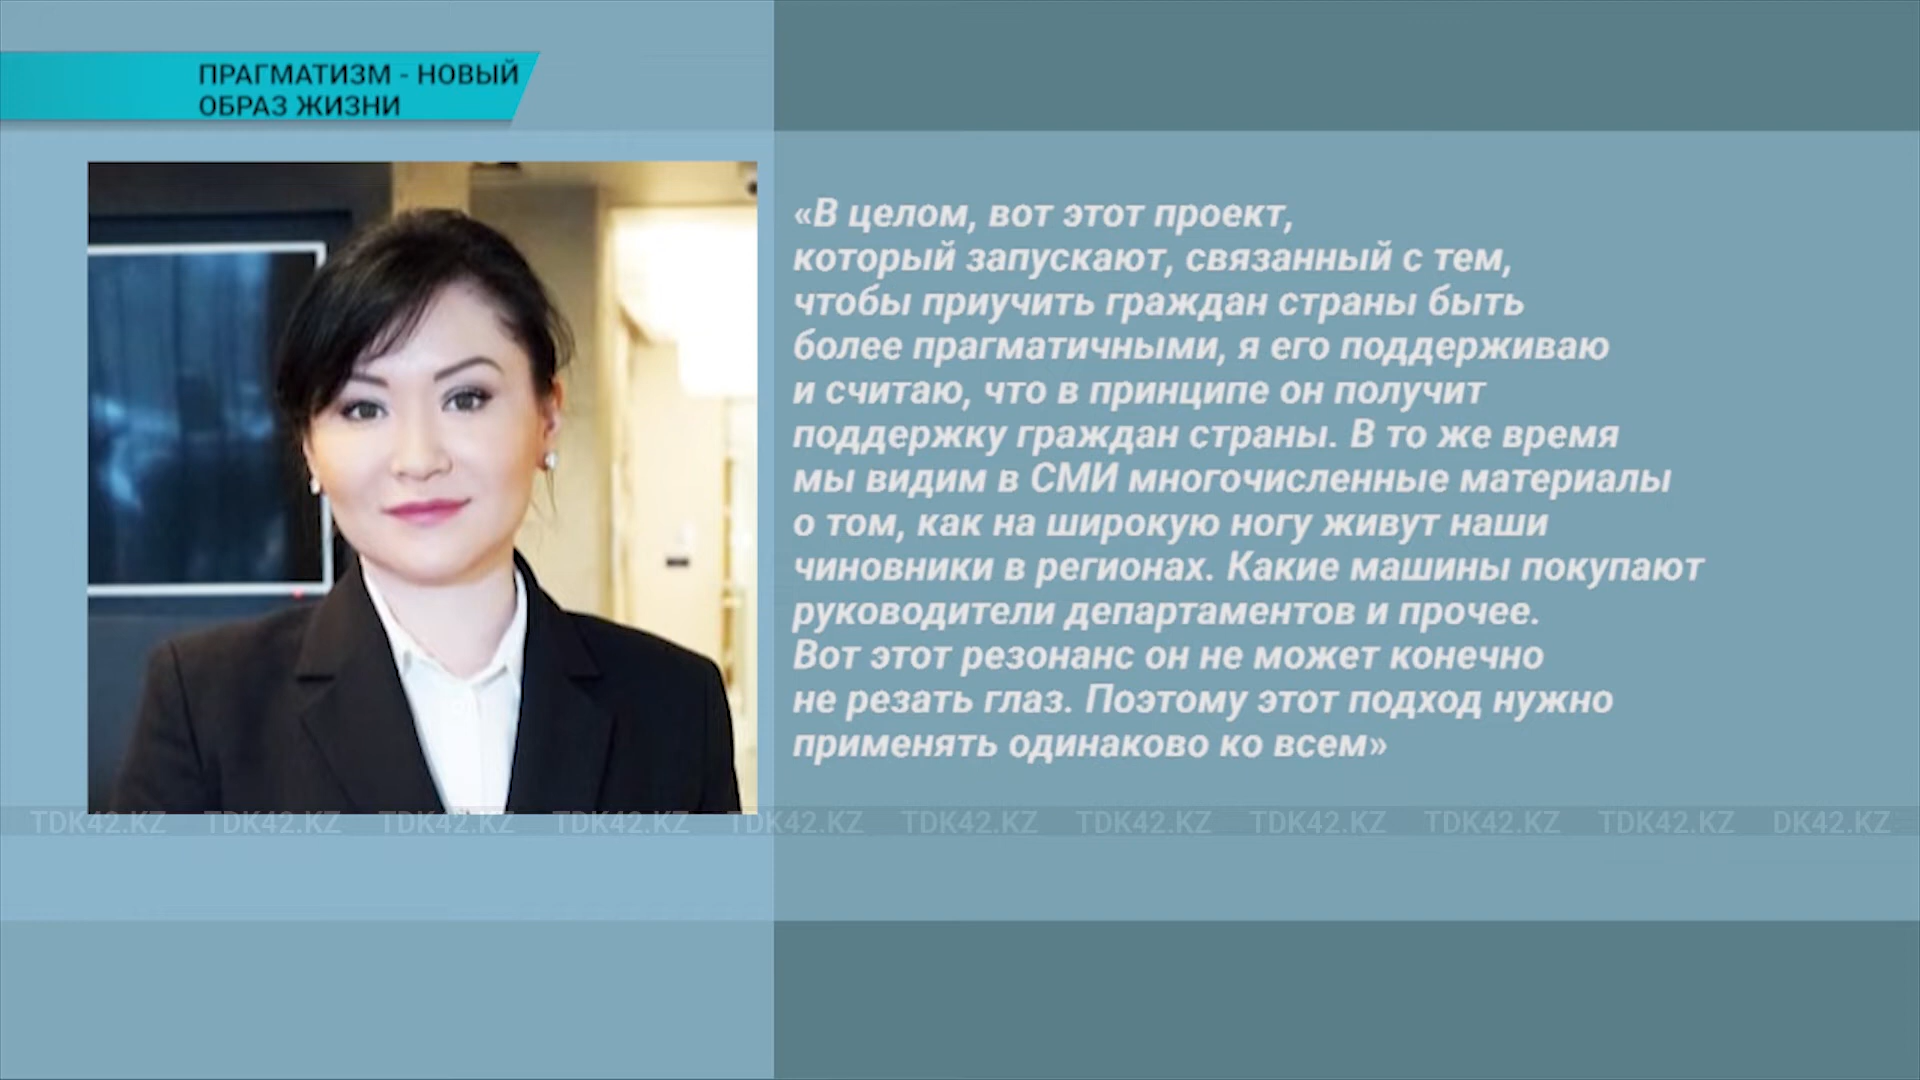 ПРАГМАТИЗМ - НОВЫЙ
ОБРАЗ ЖИЗНИ
«В целом, вот этот проект,
который запускают, связанный с тем,
чтобы приучить граждан страны быть
более прагматичными, я его поддерживаю
и считаю, что в принципе он получит
поддержку граждан страны. В то же время
мы видим в СМИ многочисленные материалы
о том, как на широкую ногу живут наши
чиновники в регионах. Какие машины покупают
руководители департаментов и прочее.
Вот этот резонанс он не может конечно
не резать глаз. Поэтому этот подход нужно
применять одинаково ко всем»
TDK42.KZ TDK42.KZ TDK42.KZ TDK42.KZ TDK42.KZ TDK42.KZ TDK42.KZ TDK42.KZ TDK42.KZ TDK42.KZ DK42.KZ